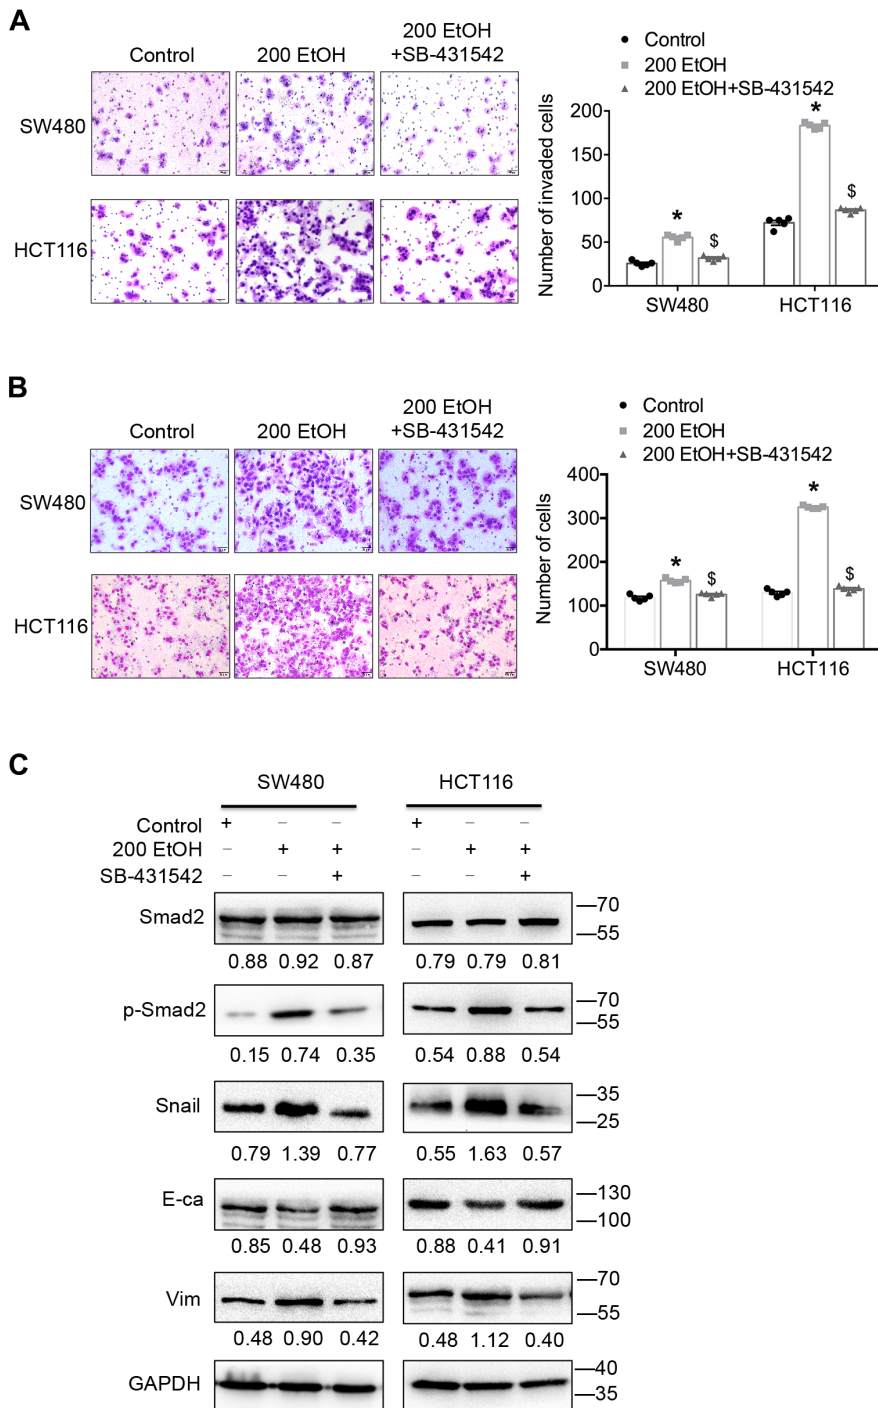 A
Control
200 EtOH
200 EtOH
+SB-431542
SW480
HCT116
Control
200 EtOH
200 EtOH+SB-431542
Number of invaded cells
200
150
100
50
0
*
$
*
$
SW480
HCT116
B
Control
200 EtOH
200 EtOH
+SB-431542
SW480
HCT116
Control
200 EtOH
200 EtOH+SB-431542
Number of cells
400
300
200
100
0
*
$
*
$
SW480
HCT116
C
SW480 HCT116
Control + – – + – –
200 EtOH – + + – + +
SB-431542 – – + – – +
Smad2
—70
—55
0.88 0.92 0.87 0.79 0.79 0.81
p-Smad2
—70
—55
0.15 0.74 0.35 0.54 0.88 0.54
Snail
—35
—25
0.79 1.39 0.77 0.55 1.63 0.57
E-ca
—130
—100
0.85 0.48 0.93 0.88 0.41 0.91
Vim
—70
—55
0.48 0.90 0.42 0.48 1.12 0.40
GAPDH
—40
—35